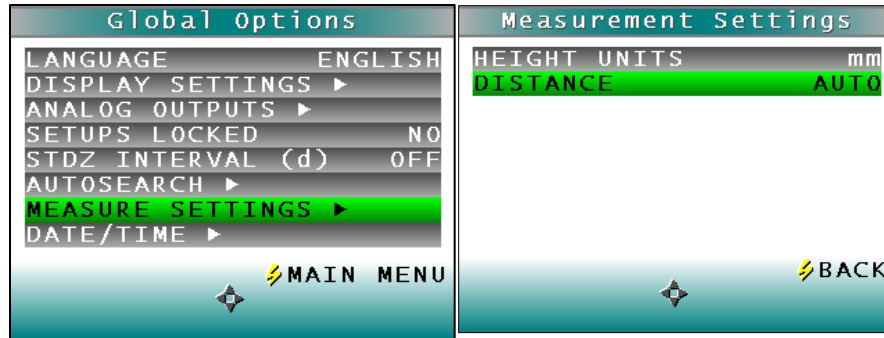 Global Options
LANGUAGE ENGLISH
DISPLAY SETTINGS ►
ANALOG OUTPUTS ►
SETUPS LOCKED NO
STDZ INTERVAL (d) OFF
AUTOSEARCH ►
MEASURE SETTINGS ►
DATE/TIME ►
MAIN MENU
Measurement Settings
HEIGHT UNITS mm
DISTANCE AUTO
BACK